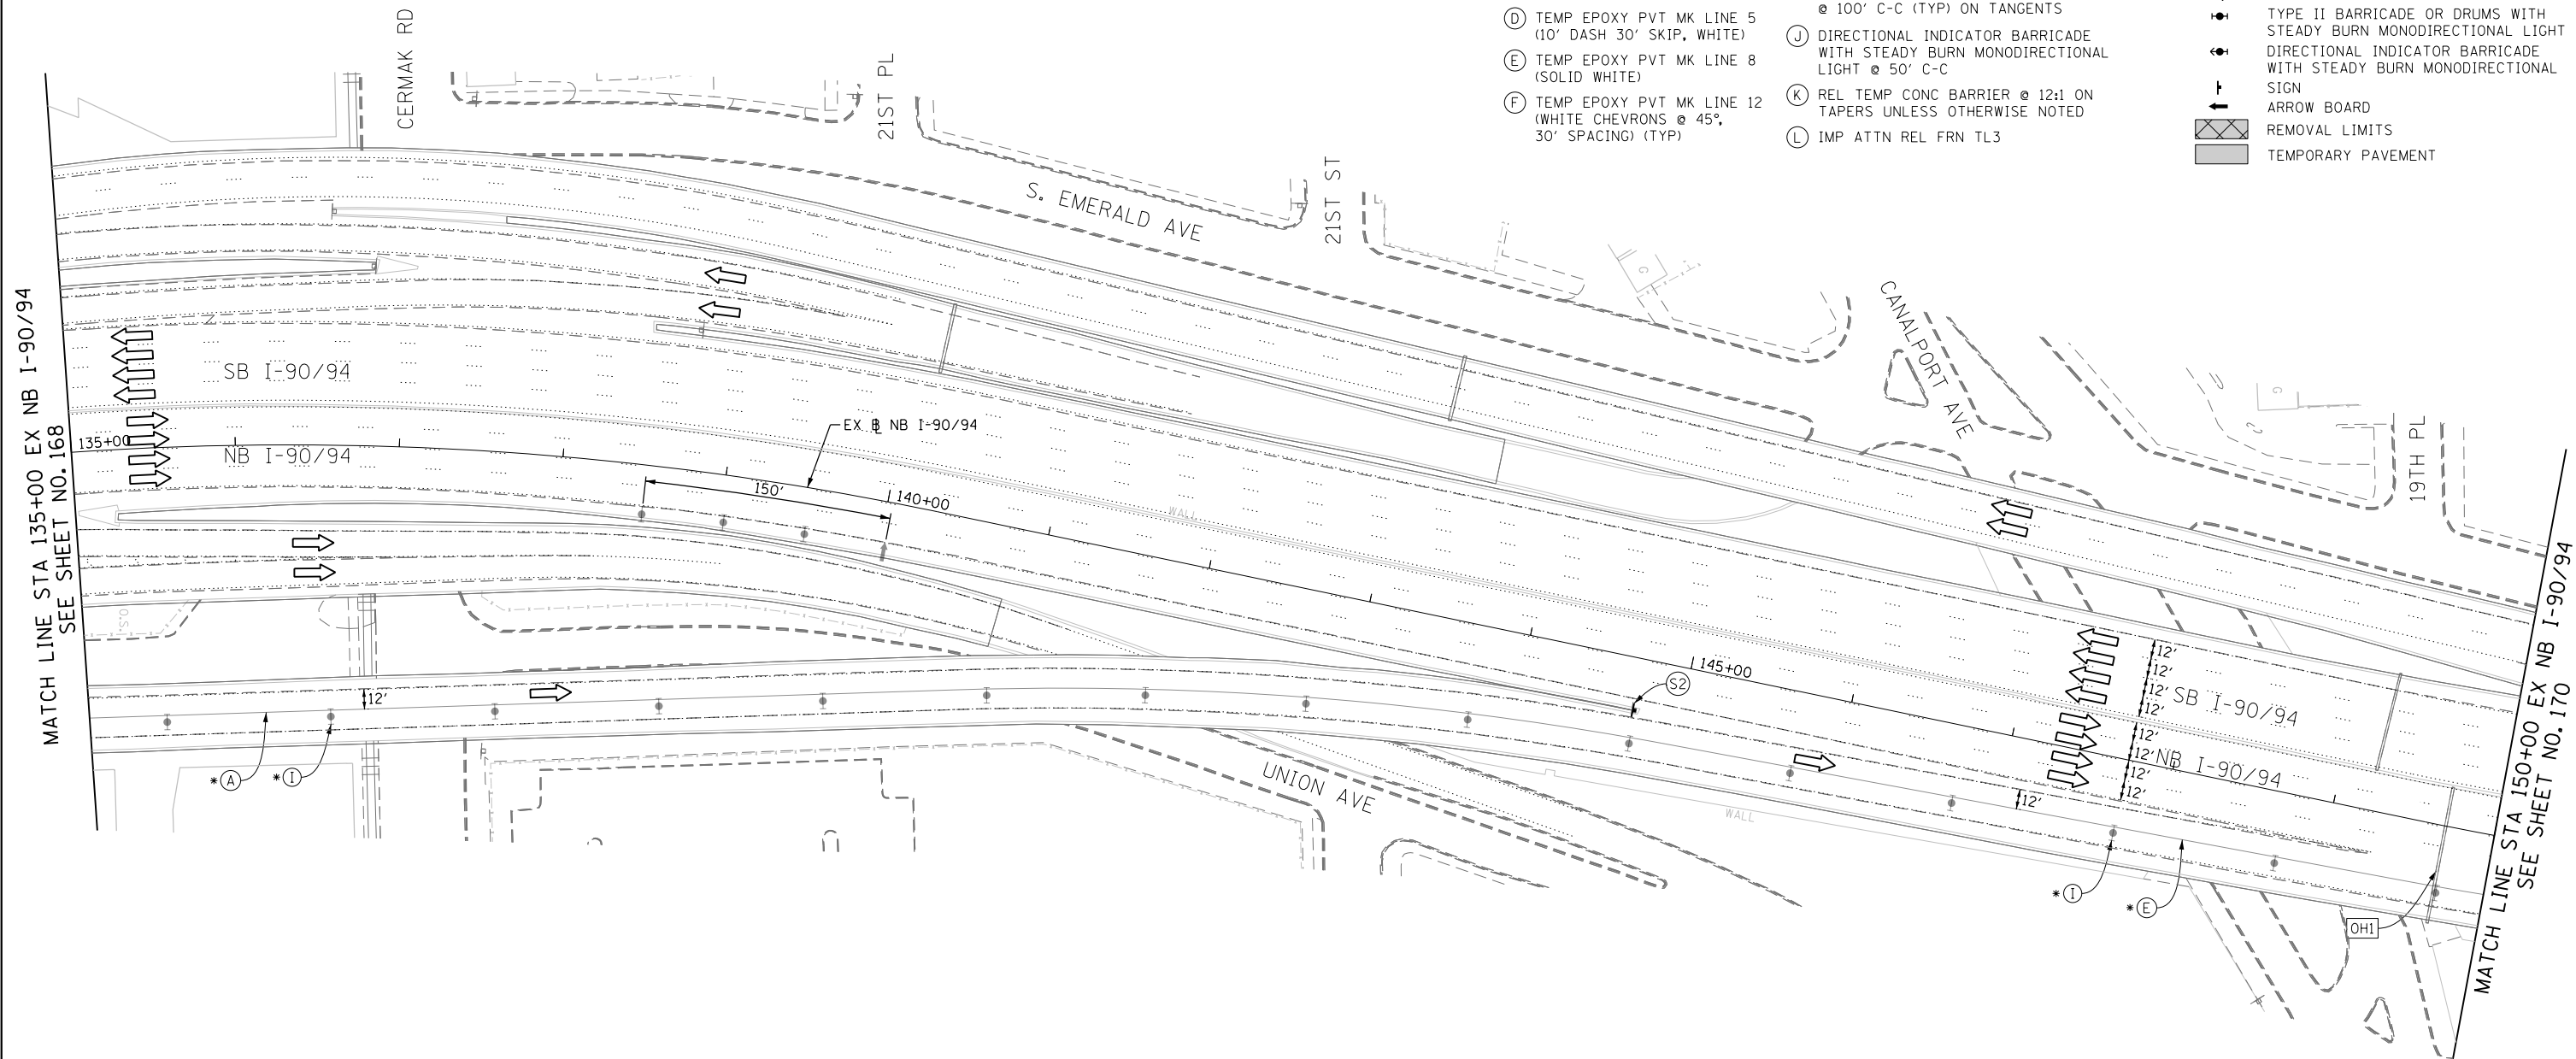 @ 100' C-C (TYP) ON TANGENTS
D TEMP EPOXY PVT MK LINE 5
(10' DASH 30' SKIP, WHITE)
E TEMP EPOXY PVT MK LINE 8
(SOLID WHITE)
F TEMP EPOXY PVT MK LINE 12
(WHITE CHEVRONS @ 45°,
30' SPACING) (TYP)
J DIRECTIONAL INDICATOR BARRICADE
WITH STEADY BURN MONODIRECTIONAL
LIGHT @ 50' C-C
K REL TEMP CONC BARRIER @ 12:1 ON
TAPERS UNLESS OTHERWISE NOTED
L IMP ATTN REL FRN TL3
TYPE II BARRICADE OR DRUMS WITH
STEADY BURN MONODIRECTIONAL LIGHT
DIRECTIONAL INDICATOR BARRICADE
WITH STEADY BURN MONODIRECTIONAL
SIGN
ARROW BOARD
REMOVAL LIMITS
TEMPORARY PAVEMENT
CERMAK RD
21ST PL
21ST ST
S. EMERALD AVE
CANALPORT AVE
19TH PL
G
G
MATCH LINE STA 135+00 EX NB I-90/94
SEE SHEET NO. 168
SB I-90/94
135+00
NB I-90/94
EX B NB I-90/94
150'
140+00
WALL
O.S.
145+00
S2
12'
12'
12'
12'
SB I-90/94
12'
12'
12'
12'
NB I-90/94
12'
12'
*A
*I
UNION AVE
WALL
*I
*E
OH1
MATCH LINE STA 150+00 EX NB I-90/94
SEE SHEET NO. 170